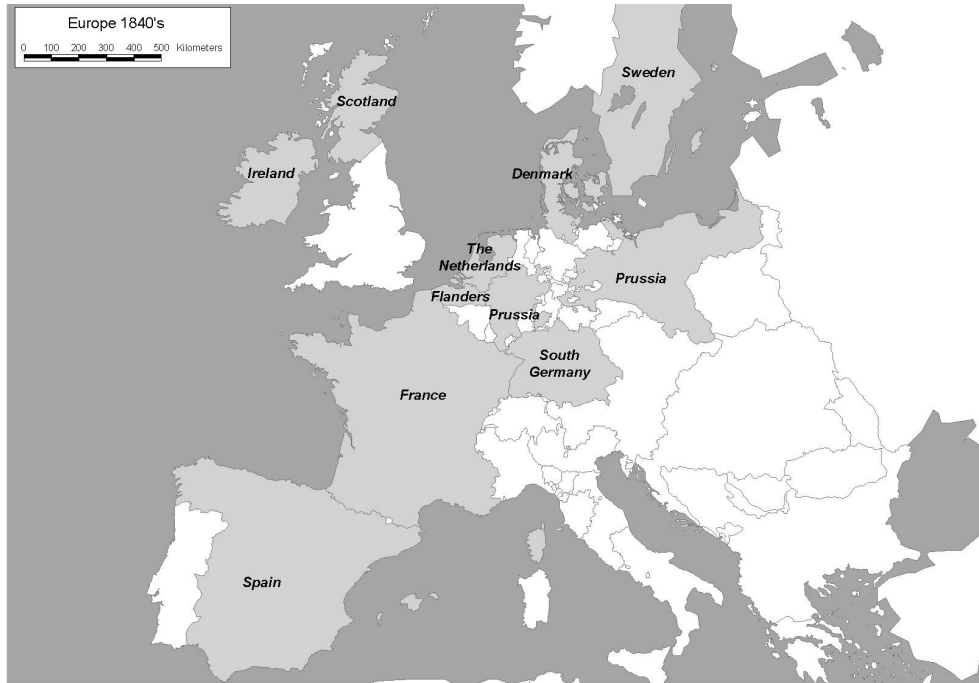 Europe 1840's
0 100 200 300 400 500 Kilometers
Sweden
Scotland
Ireland
Denmark
The
Netherlands
Prussia
Flanders
Prussia
South
Germany
France
Spain